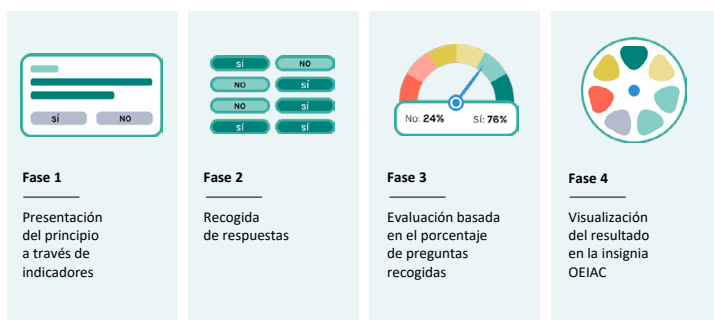 SÍ NO
SÍ NO
NO SÍ
NO SÍ
SÍ SÍ
No: 24% SÍ: 76%
Fase 1
Presentación
del principio
a través de
indicadores
Fase 2
Recogida
de respuestas
Fase 3
Evaluación basada
en el porcentaje
de preguntas
recogidas
Fase 4
Visualización
del resultado
en la insignia
OEIAC